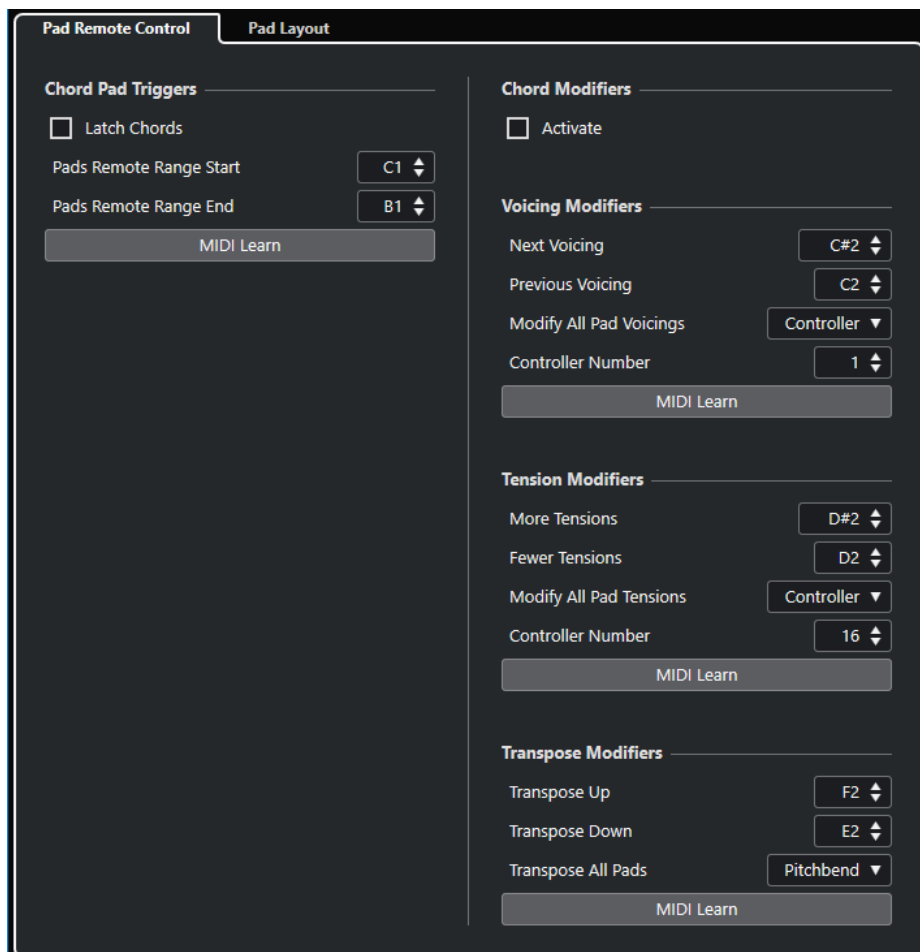 Pad Remote Control
Pad Layout
Chord Pad Triggers
Latch Chords
Pads Remote Range Start C1
Pads Remote Range End B1
MIDI Learn
Chord Modifiers
Activate
Voicing Modifiers
Next Voicing C#2
Previous Voicing C2
Modify All Pad Voicings Controller
Controller Number 1
MIDI Learn
Tension Modifiers
More Tensions D#2
Fewer Tensions D2
Modify All Pad Tensions Controller
Controller Number 16
MIDI Learn
Transpose Modifiers
Transpose Up F2
Transpose Down E2
Transpose All Pads Pitchbend
MIDI Learn